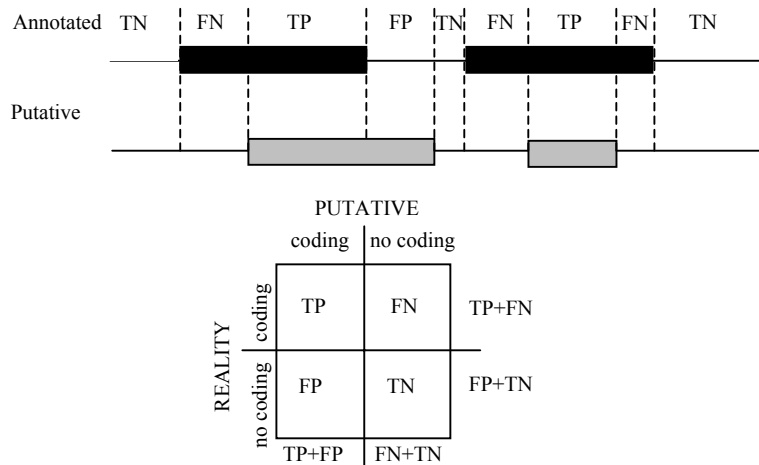 Annotated TN FN TP FP TN FN TP FN TN
Putative
PUTATIVE
coding no coding
REALITY
coding
TP FN TP+FN
no coding
FP TN FP+TN
TP+FP FN+TN